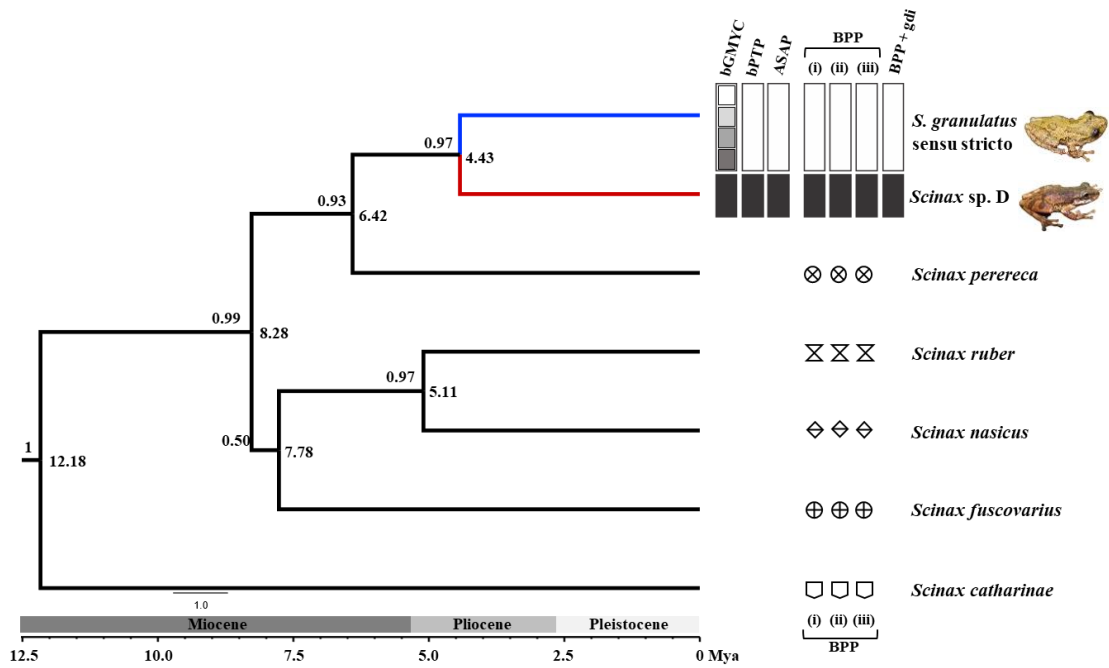 bGMYC bPTP ASAP BPP BPP + gdi
(i) (ii) (iii)
S. granulatus
sensu stricto
0.97
4.43
Scinax sp. D
0.93
6.42
Scinax perereca
0.99
8.28
Scinax ruber
0.97
5.11
Scinax nasicus
0.50
7.78
1
12.18
Scinax fuscovarius
Scinax catharinae
1.0
Miocene Pliocene Pleistocene
(i) (ii) (iii)
BPP
12.5 10.0 7.5 5.0 2.5 0 Mya